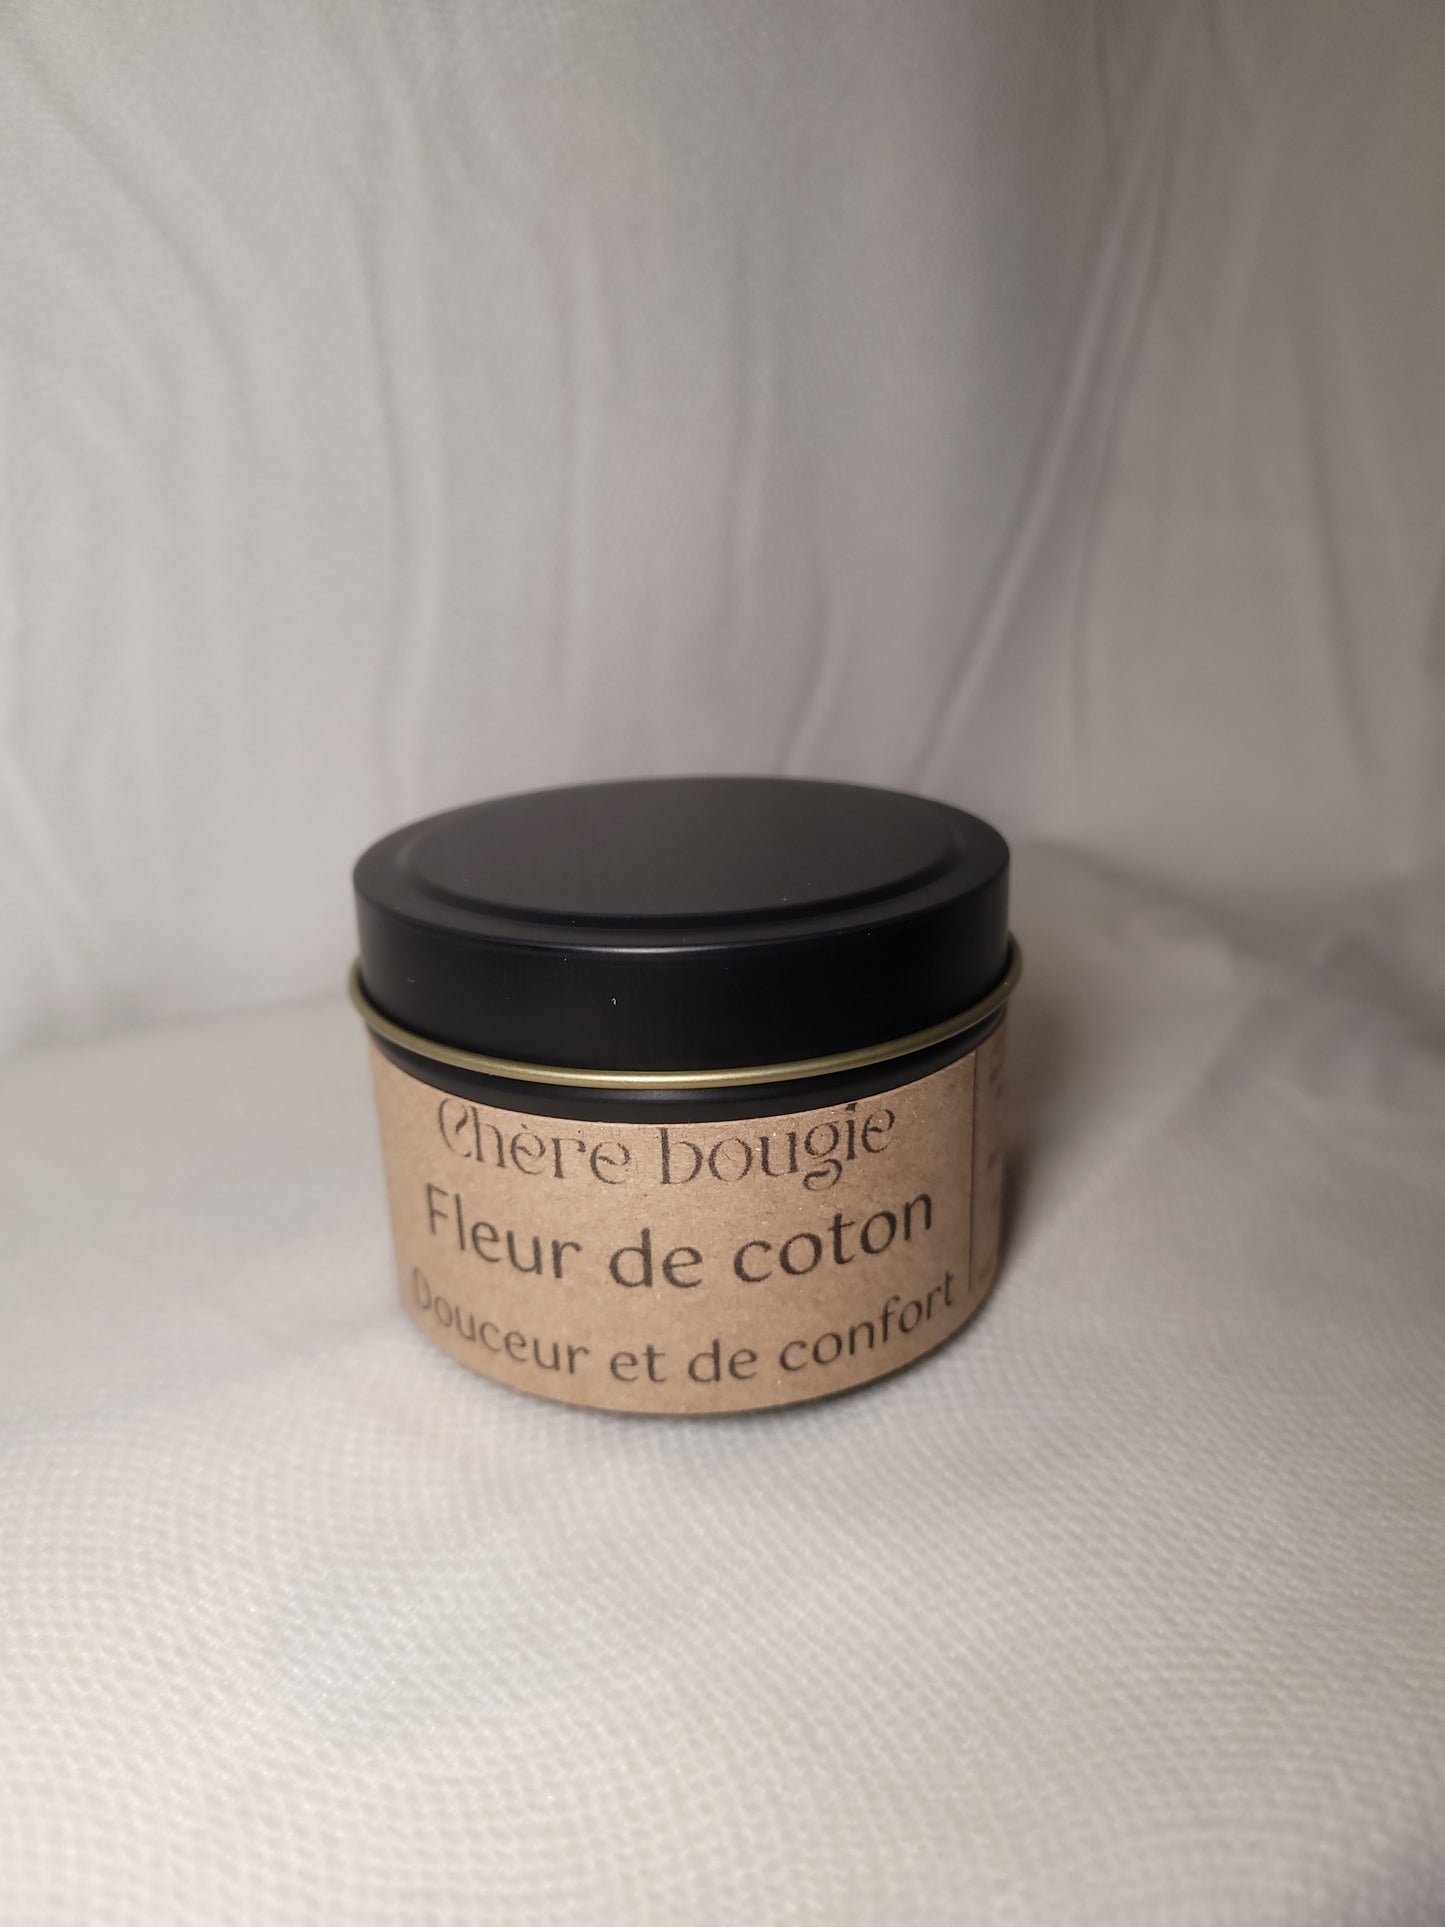 Chère bougie
Fleur de coton
Douceur et de confort